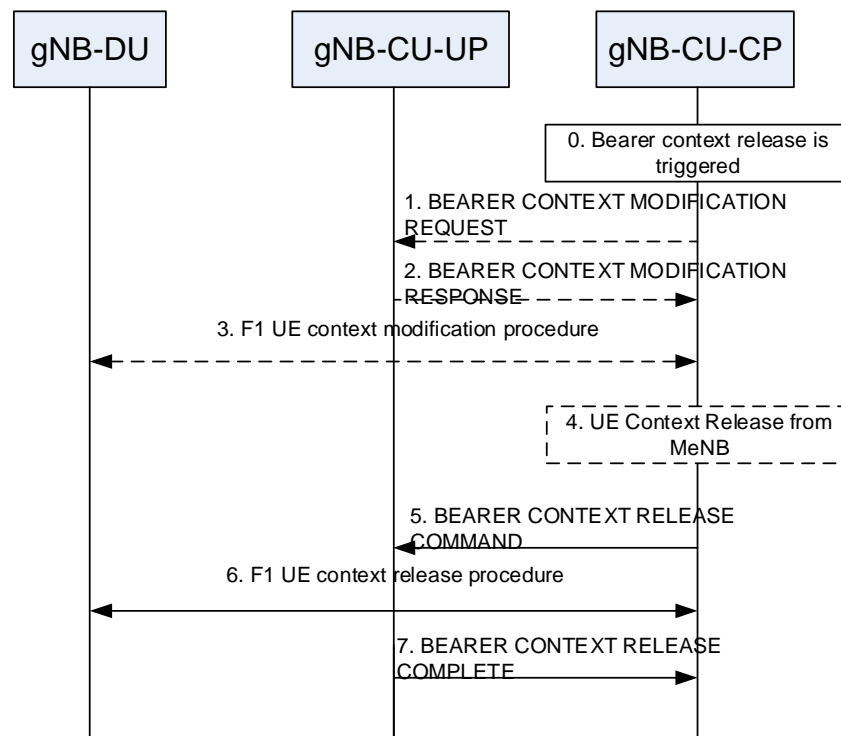 gNB-DU
gNB-CU-UP
gNB-CU-CP
0. Bearer context release is
triggered
1. BEARER CONTEXT MODIFICATION
REQUEST
2. BEARER CONTEXT MODIFICATION
RESPONSE
3. F1 UE context modification procedure
4. UE Context Release from
MeNB
5. BEARER CONTEXT RELEASE
COMMAND
6. F1 UE context release procedure
7. BEARER CONTEXT RELEASE
COMPLETE